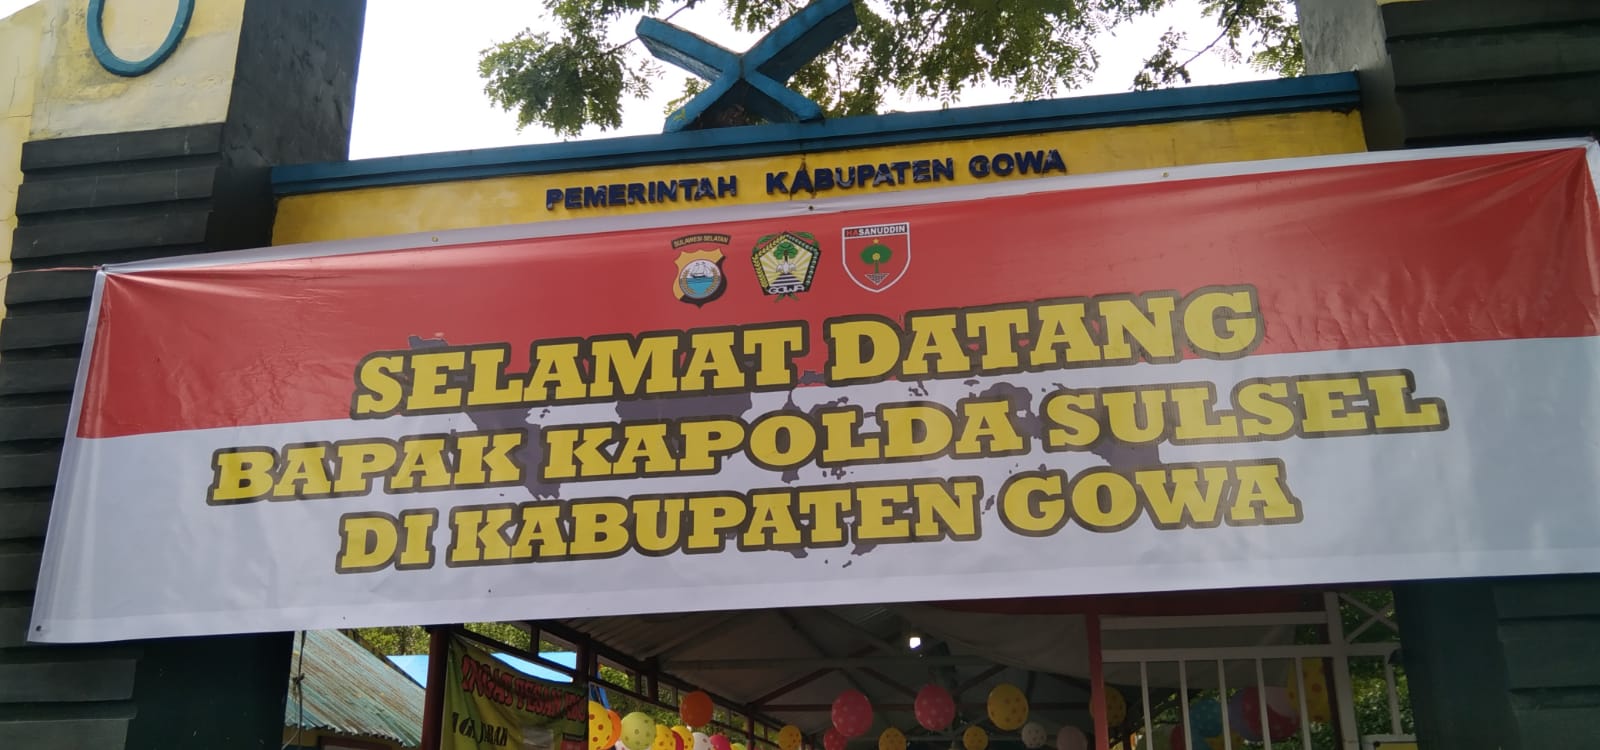 PEMERINTAH KABUPATEN GOWA
SULAWESI SELATAN
GOWA
HASANUDDIN
SELAMAT DATANG
BAPAK KAPOLDA SULSEL
DI KABUPATEN GOWA